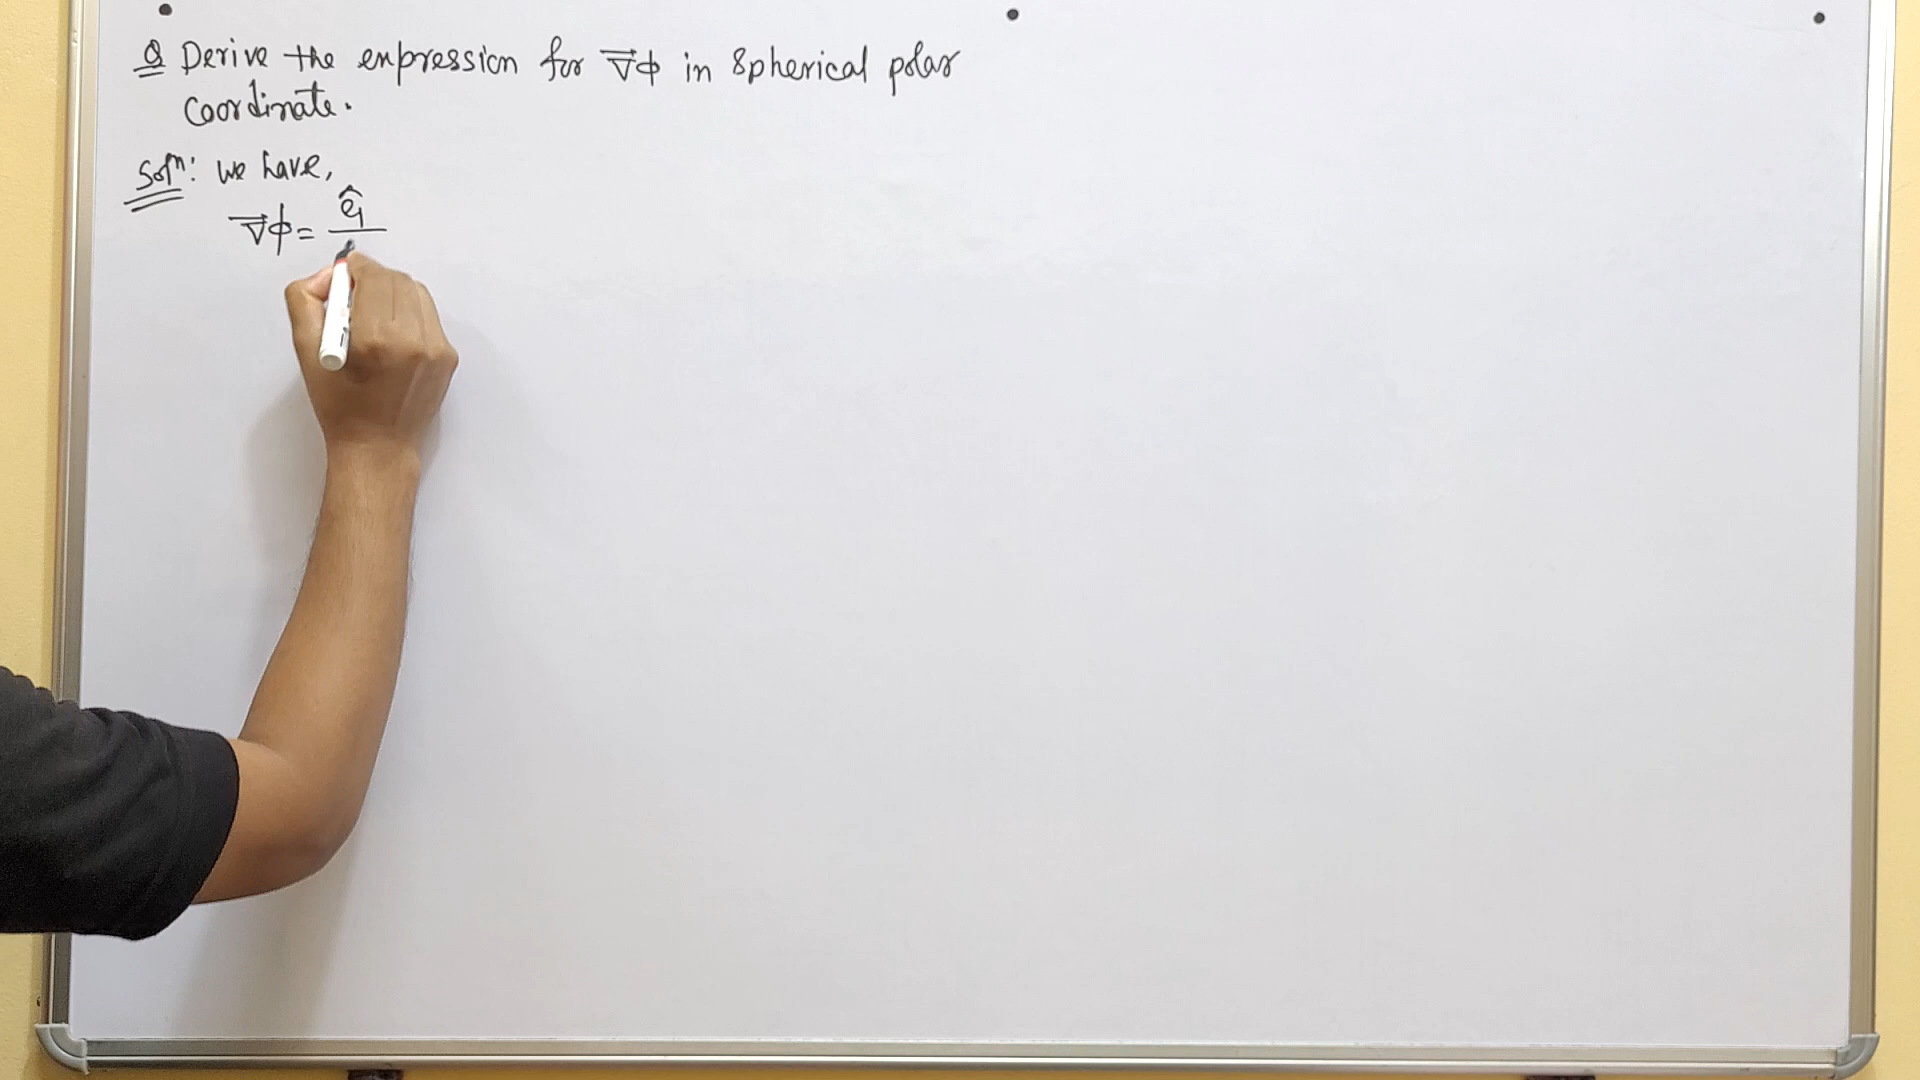 Q Derive the expression for ∇⃗ϕ in spherical polar
Coordinate.
Solⁿ: we have,
∇⃗ϕ = ê₁/